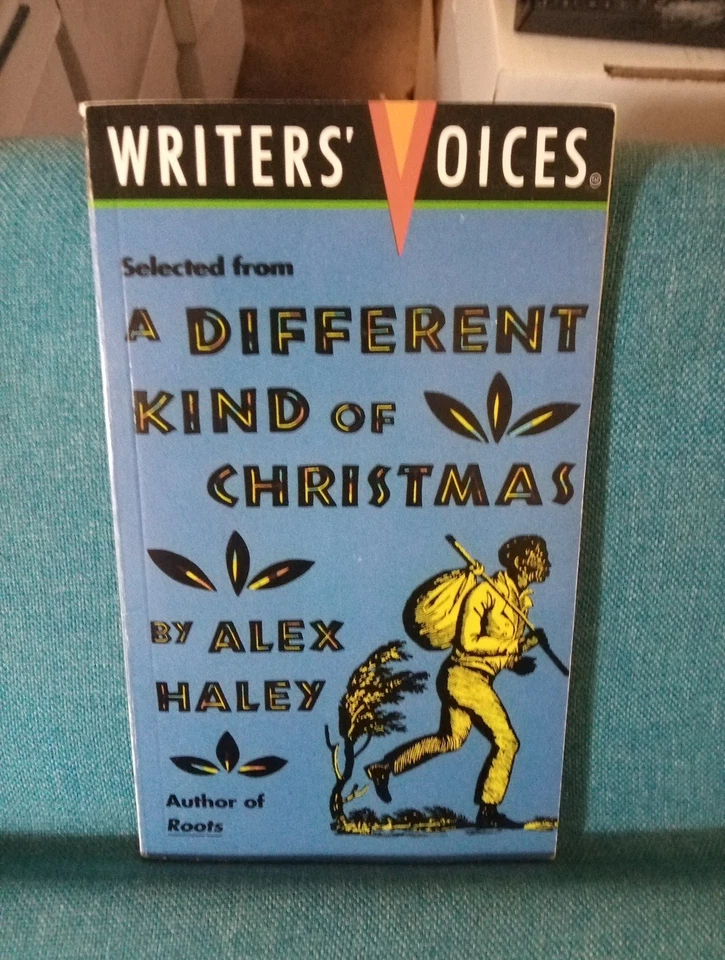 WRITERS' VOICES®
Selected from
A DIFFERENT
KIND OF
CHRISTMAS
BY ALEX
HALEY
Author of
Roots